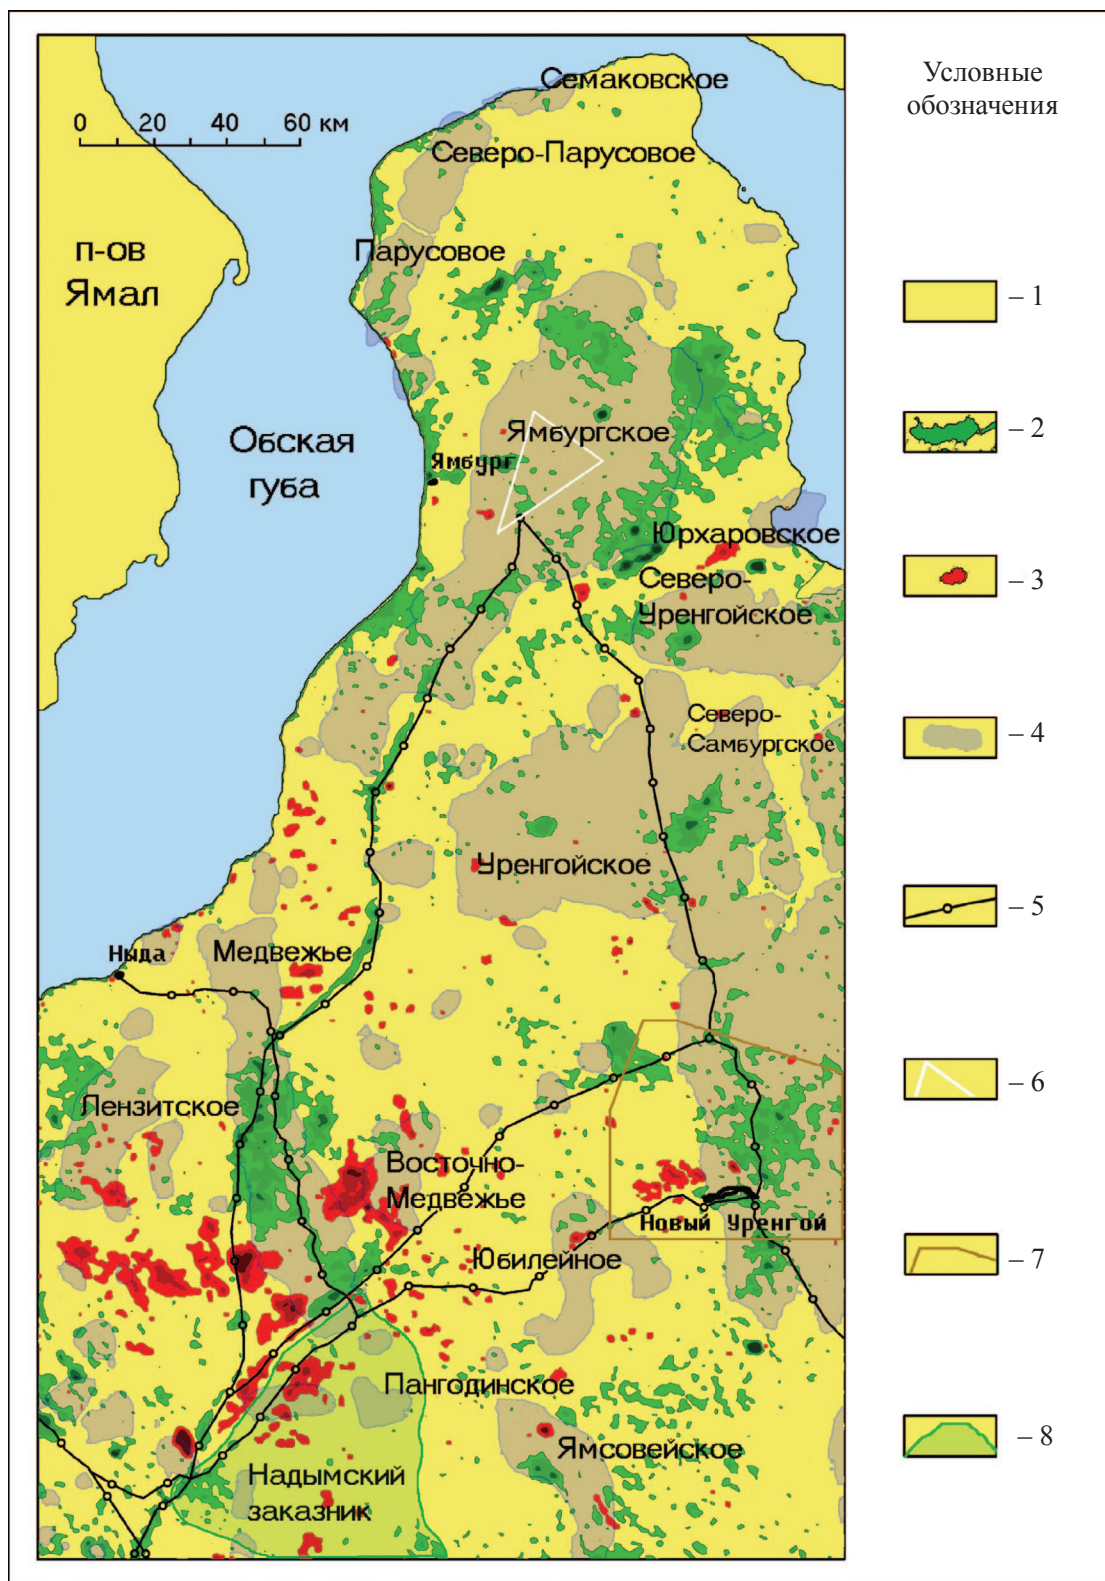 Условные
обозначения
Семаковское
0 20 40 60 км
Северо-Парусовое
п-ов
Ямал
Парусовое
– 1
Обская
губа
Ямбургское
Ямбург
– 2
Юрхаровское
Северо-
Уренгойское
– 3
Северо-
Самбургское
– 4
Уренгойское
– 5
Ныда
Медвежье
– 6
Лензитское
Восточно-
Медвежье
Новый Уренгой
Юбилейное
– 7
Пангодинское
Ямсовейское
– 8
Надымский
заказник